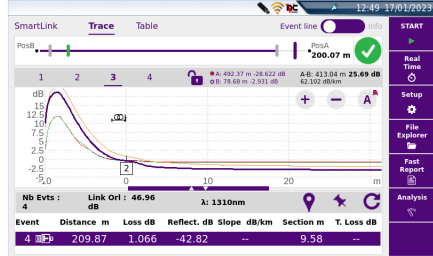 12:49 17/01/2023
SmartLink Trace Table Event line Info
START
PosB PosA
200.07 m
Real
Time
1 2 3 4
A: 492.37 m -28.622 dB
B: 78.68 m -2.931 dB
A-B: 413.04 m 25.69 dB
62.102 dB/km
Setup
dB
15
12.5
10
7.5
5.0
2.5
0
-2.5
-5
A
File
Explorer
2
-10 0 10 20 m
Fast
Report
Nb Evts :
4
Link Orl : 46.96
dB
λ: 1310nm
Analysis
Event Distance m Loss dB Reflect. dB Slope dB/km Section m T. Loss dB
4 209.87 1.066 -42.82 -- 9.58 --